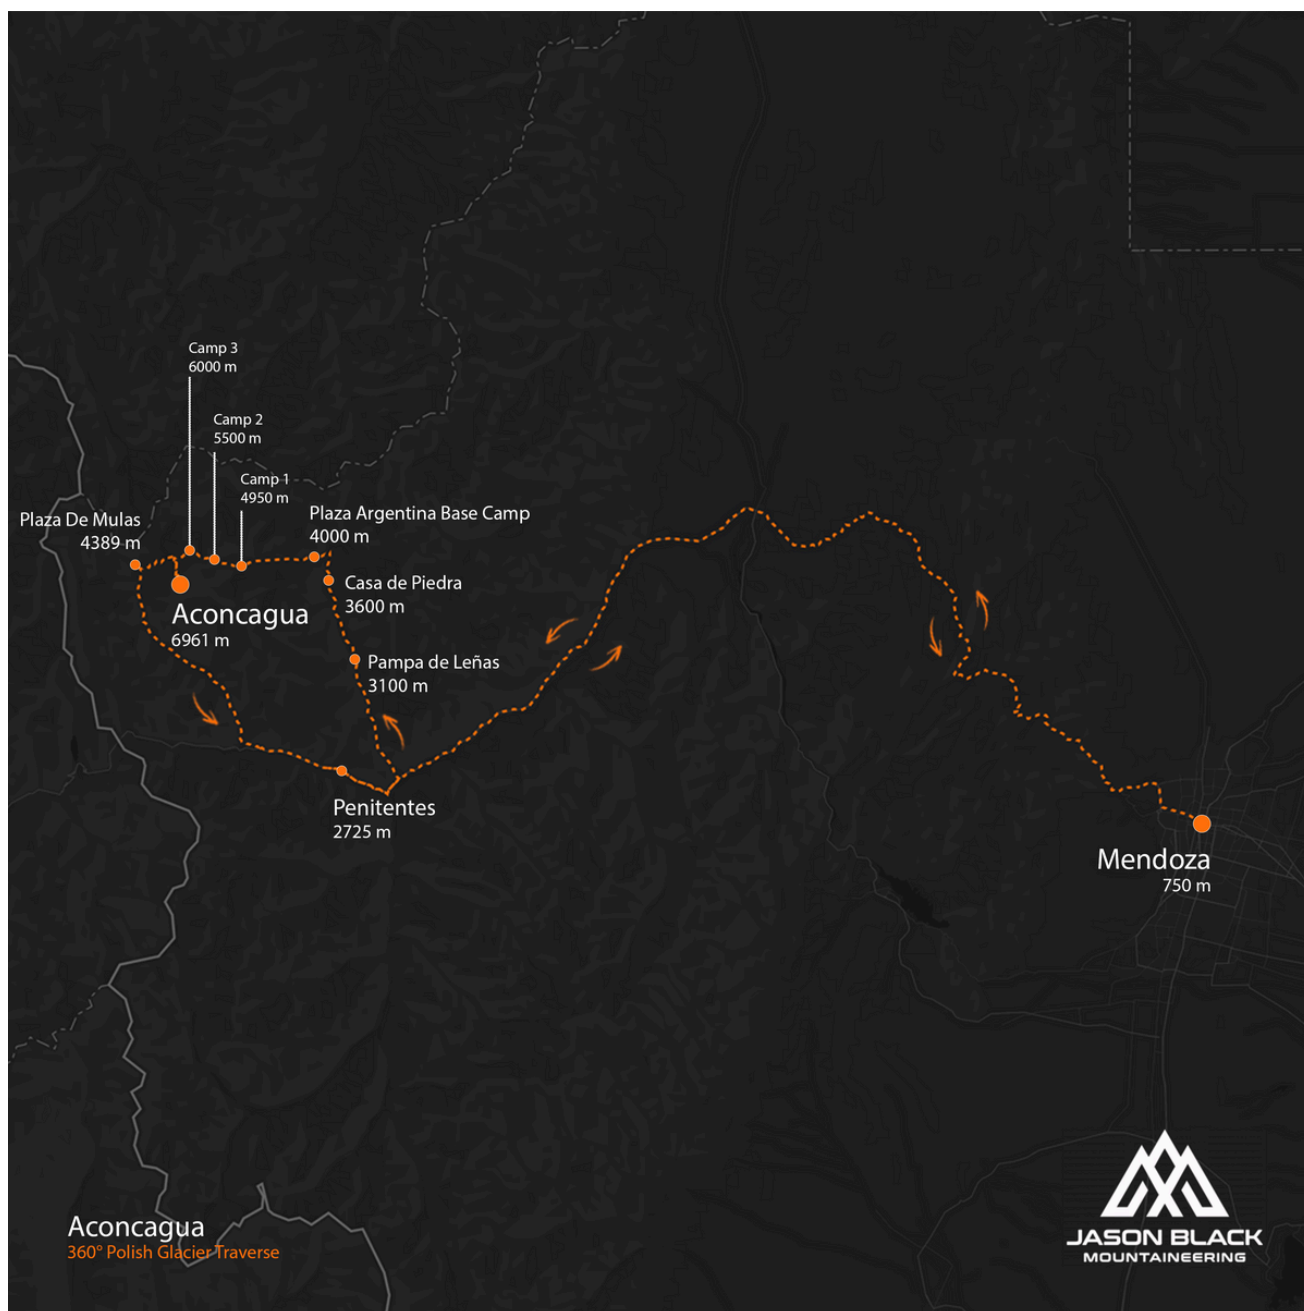 Camp 3
6000 m
Camp 2
5500 m
Camp 1
4950 m
Plaza De Mulas
4389 m
Plaza Argentina Base Camp
4000 m
Casa de Piedra
3600 m
Aconcagua
6961 m
Pampa de Leñas
3100 m
Penitentes
2725 m
Mendoza
750 m
Aconcagua
360° Polish Glacier Traverse
JASON BLACK
MOUNTAINEERING